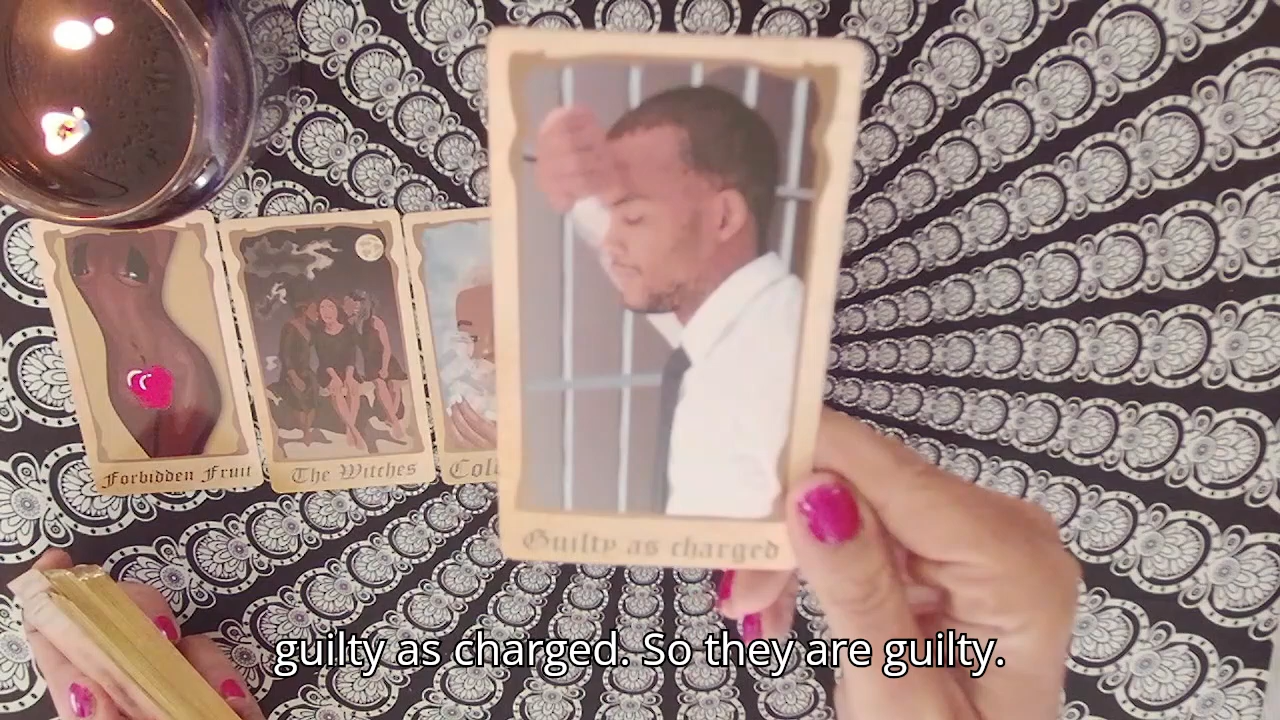 Forbidden Fruit
The Witches
Guilty as charged
guilty as charged. So they are guilty.